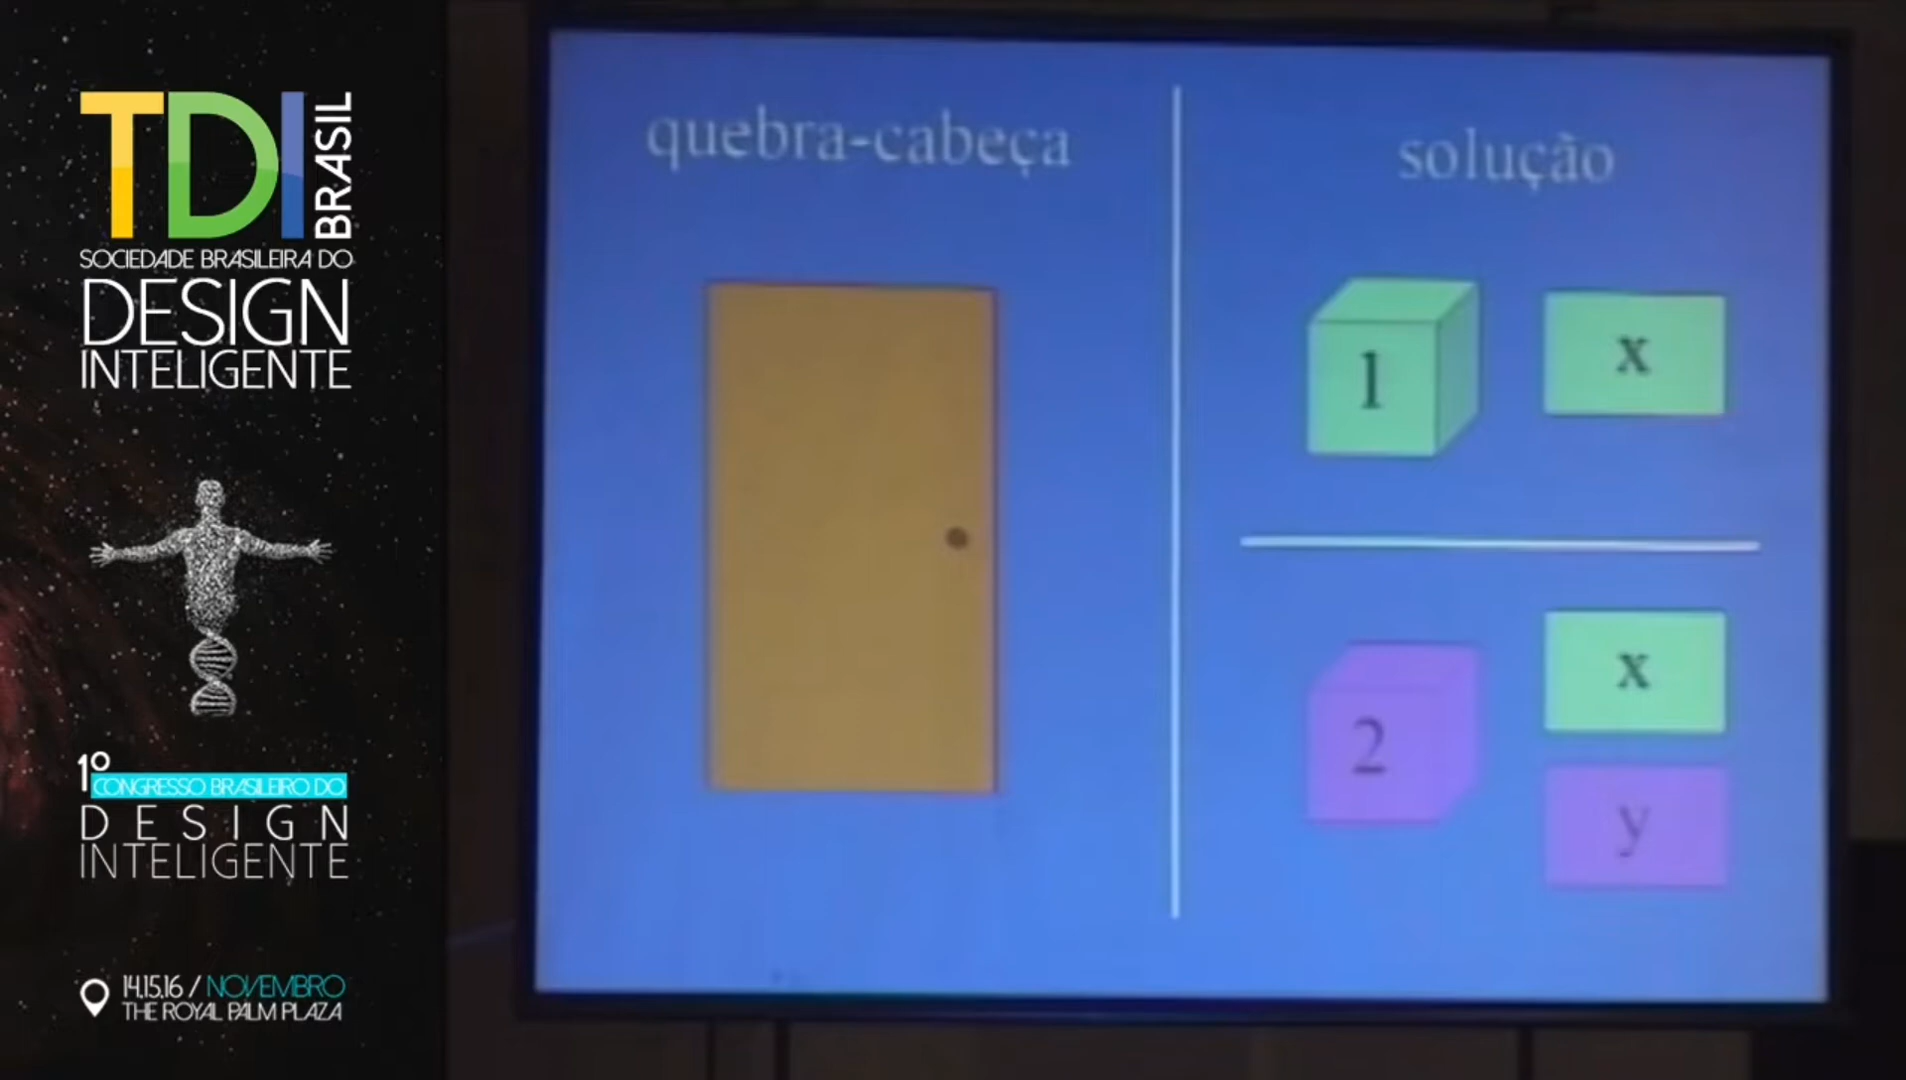 TDI BRASIL
SOCIEDADE BRASILEIRA DO
DESIGN
INTELIGENTE
1º
CONGRESSO BRASILEIRO DO
DESIGN
INTELIGENTE
14.15.16 / NOVEMBRO
THE ROYAL PALM PLAZA
quebra-cabeça
solução
1
x
2
x
y